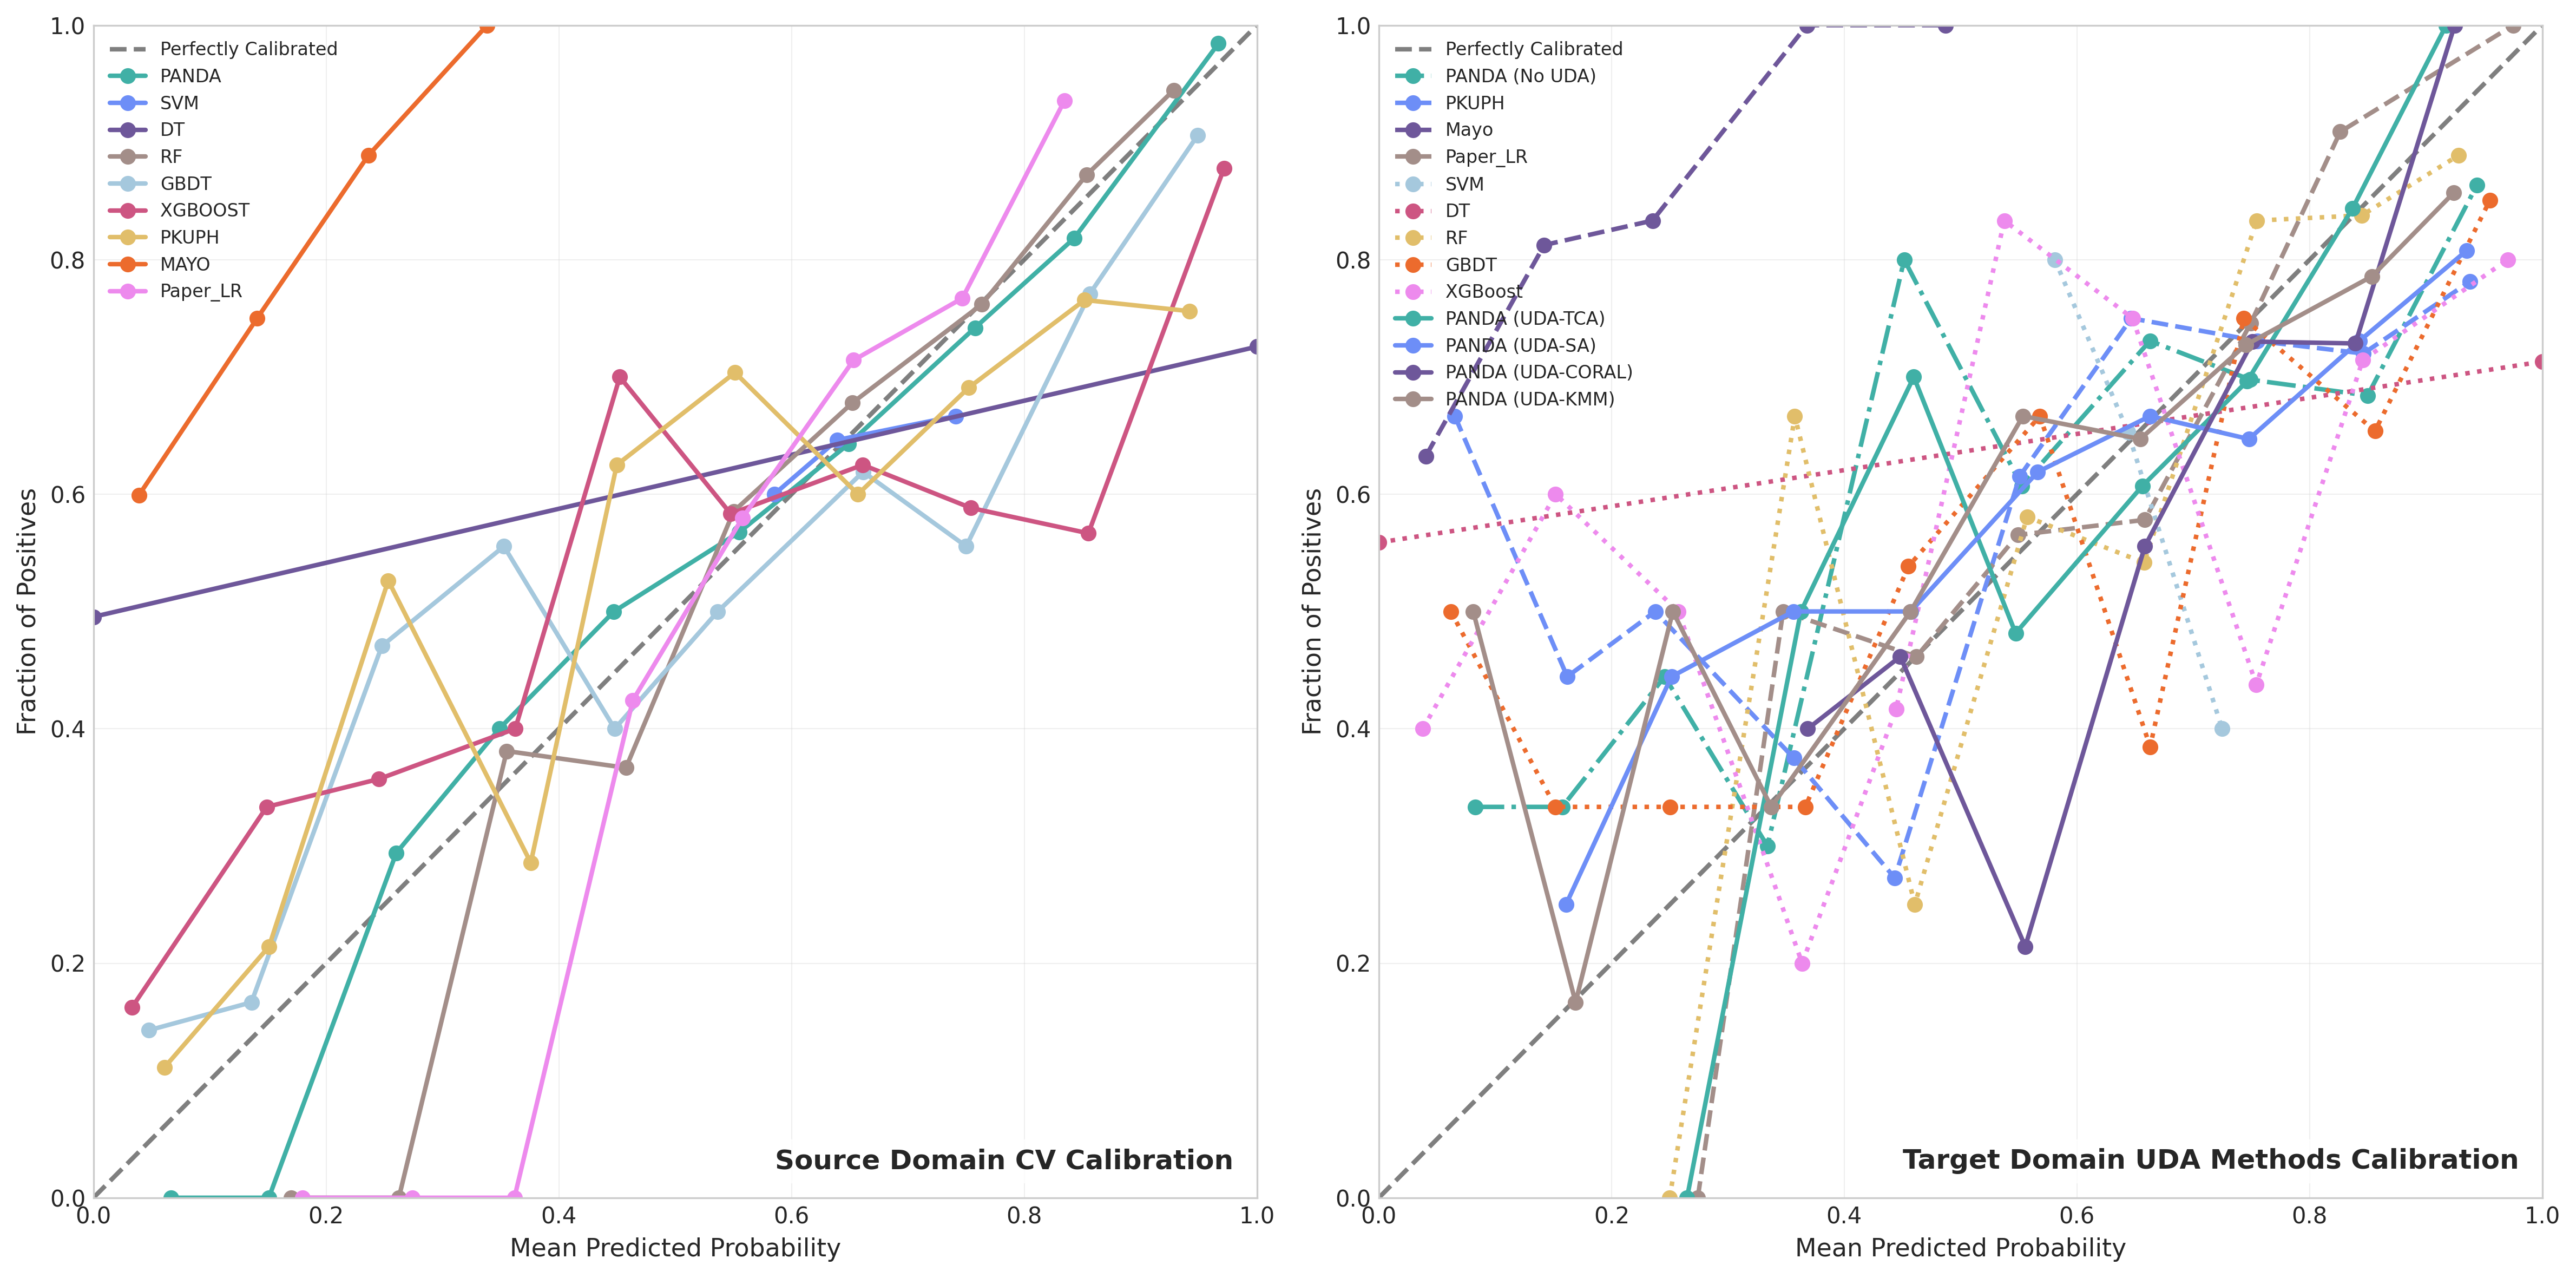 1.0
0.8
0.6
0.4
0.2
0.0
Fraction of Positives
Perfectly Calibrated
PANDA
SVM
DT
RF
GBDT
XGBOOST
PKUPH
MAYO
Paper_LR
Source Domain CV Calibration
0.0 0.2 0.4 0.6 0.8 1.0
Mean Predicted Probability
1.0
0.8
0.6
0.4
0.2
0.0
Fraction of Positives
Perfectly Calibrated
PANDA (No UDA)
PKUPH
Mayo
Paper_LR
SVM
DT
RF
GBDT
XGBoost
PANDA (UDA-TCA)
PANDA (UDA-SA)
PANDA (UDA-CORAL)
PANDA (UDA-KMM)
Target Domain UDA Methods Calibration
0.0 0.2 0.4 0.6 0.8 1.0
Mean Predicted Probability